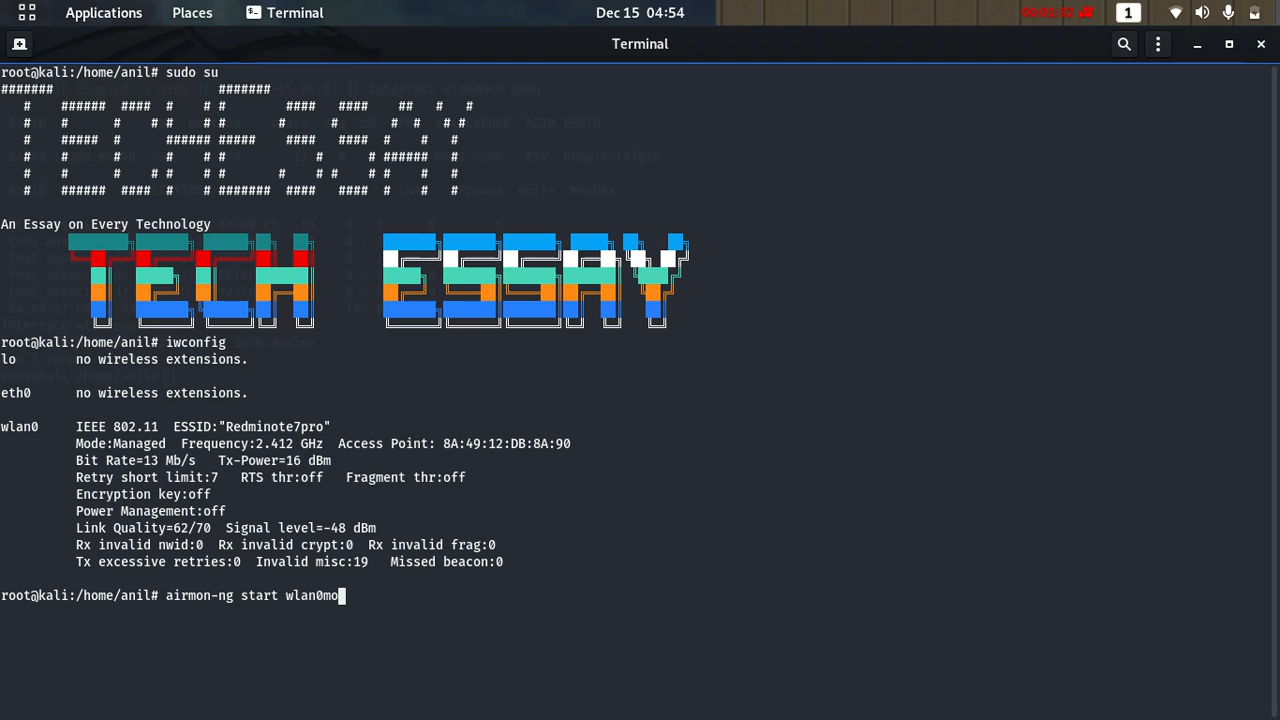 Applications Places Terminal Dec 15 04:54 00:01:32 1
Terminal
root@kali:/home/anil# sudo su
TECHESSAY
An Essay on Every Technology
TECH ESSAY
root@kali:/home/anil# iwconfig
lo no wireless extensions.
eth0 no wireless extensions.
wlan0 IEEE 802.11 ESSID:"Redminote7pro"
Mode:Managed Frequency:2.412 GHz Access Point: 8A:49:12:DB:8A:90
Bit Rate=13 Mb/s Tx-Power=16 dBm
Retry short limit:7 RTS thr:off Fragment thr:off
Encryption key:off
Power Management:off
Link Quality=62/70 Signal level=-48 dBm
Rx invalid nwid:0 Rx invalid crypt:0 Rx invalid frag:0
Tx excessive retries:0 Invalid misc:19 Missed beacon:0
root@kali:/home/anil# airmon-ng start wlan0mo